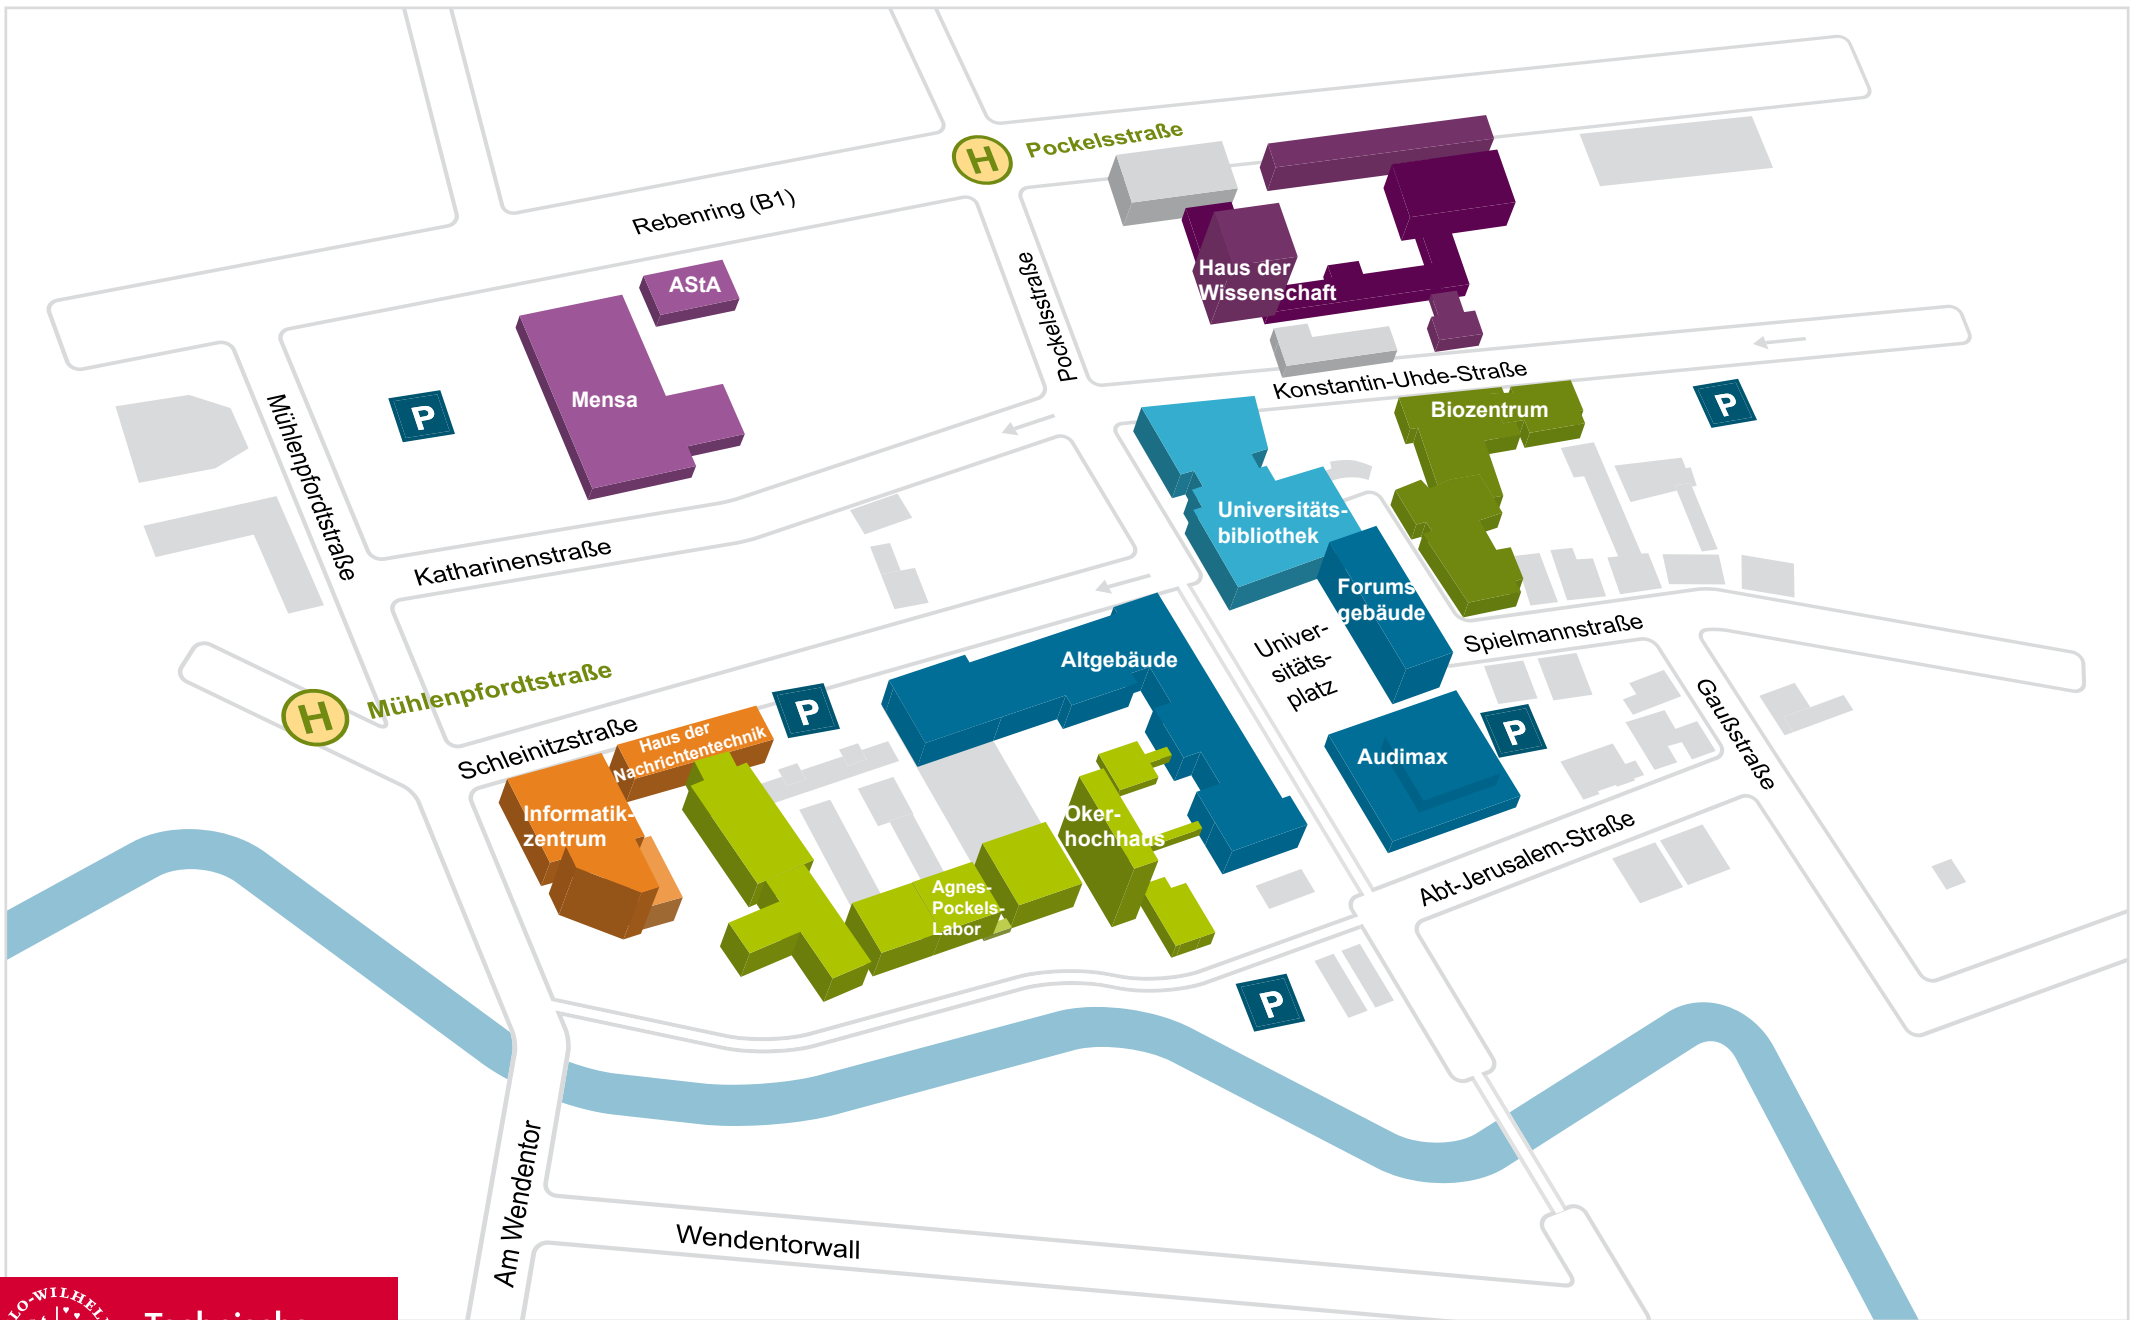 Pockelsstraße
H
Rebenring (B1)
Pockelsstraße
AStA
Haus der
Wissenschaft
Mensa
P
Mühlenpfordtstraße
Konstantin-Uhde-Straße
Biozentrum
P
Universitäts-
bibliothek
Katharinenstraße
Forums
gebäude
Univer-
sitäts-
platz
Spielmannstraße
Altgebäude
Mühlenpfordtstraße
H
P
Gaußstraße
Schleinitzstraße
Haus der
Nachrichtentechnik
Audimax
P
Informatik-
zentrum
Oker-
hochhaus
Abt-Jerusalem-Straße
Agnes-
Pockels-
Labor
P
Am Wendentor
Wendentorwall